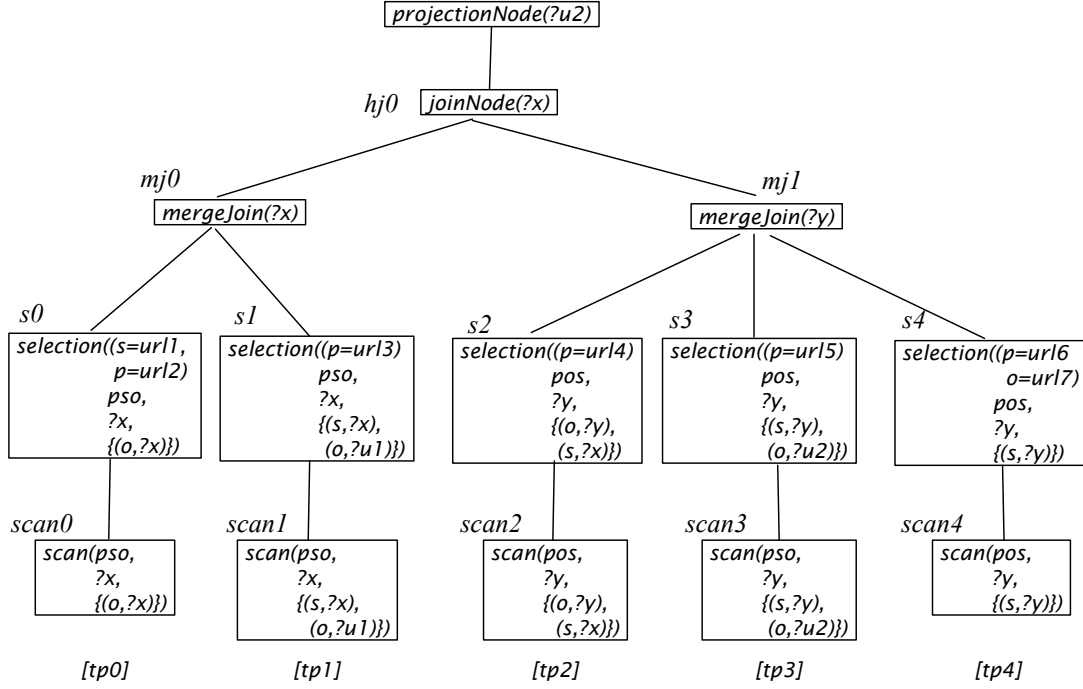 projectionNode(?u2)
hj0
joinNode(?x)
mj0
mergeJoin(?x)
mj1
mergeJoin(?y)
s0
selection((s=url1,
p=url2)
pso,
?x,
{(o,?x)})
s1
selection((p=url3)
pso,
?x,
{(s,?x),
(o,?u1)})
s2
selection((p=url4)
pos,
?y,
{(o,?y),
(s,?x)})
s3
selection((p=url5)
pos,
?y,
{(s,?y),
(o,?u2)})
s4
selection((p=url6
o=url7)
pos,
?y,
{(s,?y)})
scan0
scan(pso,
?x,
{(o,?x)})
scan1
scan(pso,
?x,
{(s,?x),
(o,?u1)})
scan2
scan(pos,
?y,
{(o,?y),
(s,?x)})
scan3
scan(pso,
?y,
{(s,?y),
(o,?u2)})
scan4
scan(pos,
?y,
{(s,?y)})
[tp0]
[tp1]
[tp2]
[tp3]
[tp4]